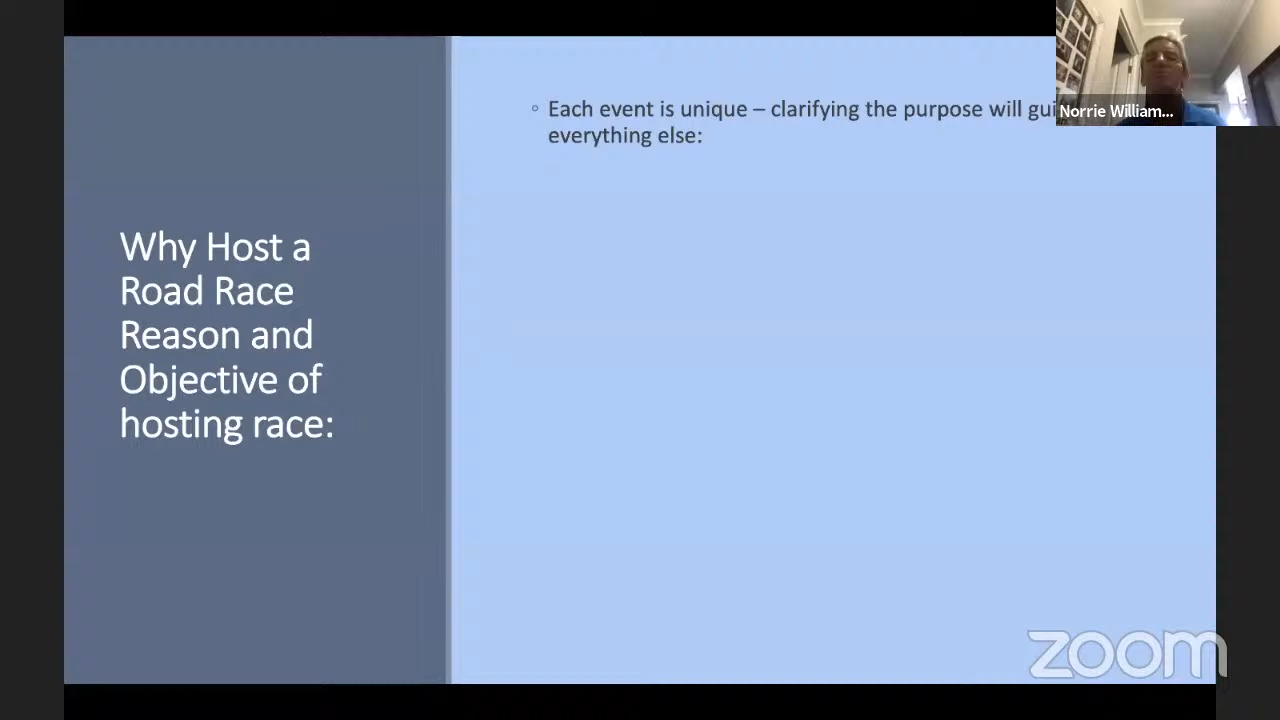 Why Host a
Road Race
Reason and
Objective of
hosting race:
◦ Each event is unique – clarifying the purpose will
everything else:
Norrie William...
zoom